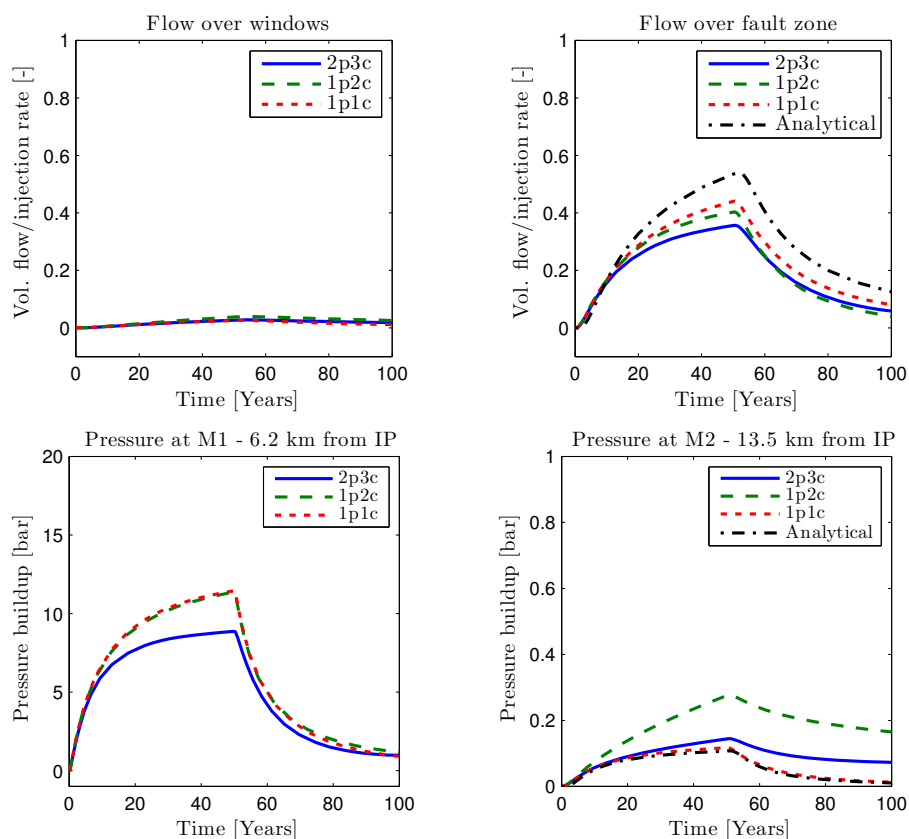 Flow over windows
1
0.8
0.6
0.4
0.2
0
0 20 40 60 80 100
Vol. flow/injection rate [-]
Time [Years]
2p3c
1p2c
1p1c
Flow over fault zone
1
0.8
0.6
0.4
0.2
0
0 20 40 60 80 100
Vol. flow/injection rate [-]
Time [Years]
2p3c
1p2c
1p1c
Analytical
Pressure at M1 - 6.2 km from IP
20
15
10
5
0
0 20 40 60 80 100
Pressure buildup [bar]
Time [Years]
2p3c
1p2c
1p1c
Pressure at M2 - 13.5 km from IP
1
0.8
0.6
0.4
0.2
0
0 20 40 60 80 100
Pressure buildup [bar]
Time [Years]
2p3c
1p2c
1p1c
Analytical